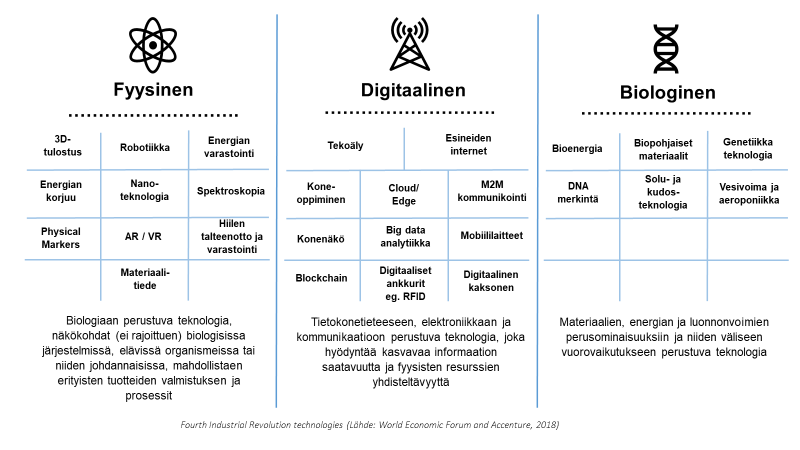 Fyysinen
3D-
tulostus
Robotiikka
Energian
varastointi
Energian
korjuu
Nano-
teknologia
Spektroskopia
Physical
Markers
AR / VR
Hiilen
talteenotto ja
varastointi
Materiaali-
tiede
Biologiaan perustuva teknologia,
näkökohdat (ei rajoittuen) biologisissa
järjestelmissä, elävissä organismeissa tai
niiden johdannaisissa, mahdollistaen
erityisten tuotteiden valmistuksen ja
prosessit
Digitaalinen
Tekoäly
Esineiden
internet
Kone-
oppiminen
Cloud/
Edge
M2M
kommunikointi
Konenäkö
Big data
analytiikka
Mobiililaitteet
Blockchain
Digitaaliset
ankkurit
eg. RFID
Digitaalinen
kaksonen
Tietokonetieteeseen, elektroniikkaan ja
kommunikaatioon perustuva teknologia, joka
hyödyntää kasvavaa informaation
saatavuutta ja fyysisten resurssien
yhdisteltävyyttä
Biologinen
Bioenergia
Biopohjaiset
materiaalit
Genetiikka
teknologia
DNA
merkintä
Solu- ja
kudos-
teknologia
Vesivoima ja
aeroponiikka
Materiaalien, energian ja luonnonvoimien
perusominaisuuksiin ja niiden väliseen
vuorovaikutukseen perustuva teknologia
Fourth Industrial Revolution technologies (Lähde: World Economic Forum and Accenture, 2018)